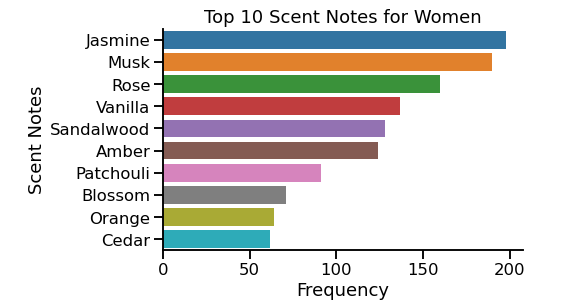 Top 10 Scent Notes for Women
Scent Notes
Jasmine
Musk
Rose
Vanilla
Sandalwood
Amber
Patchouli
Blossom
Orange
Cedar
0 50 100 150 200
Frequency